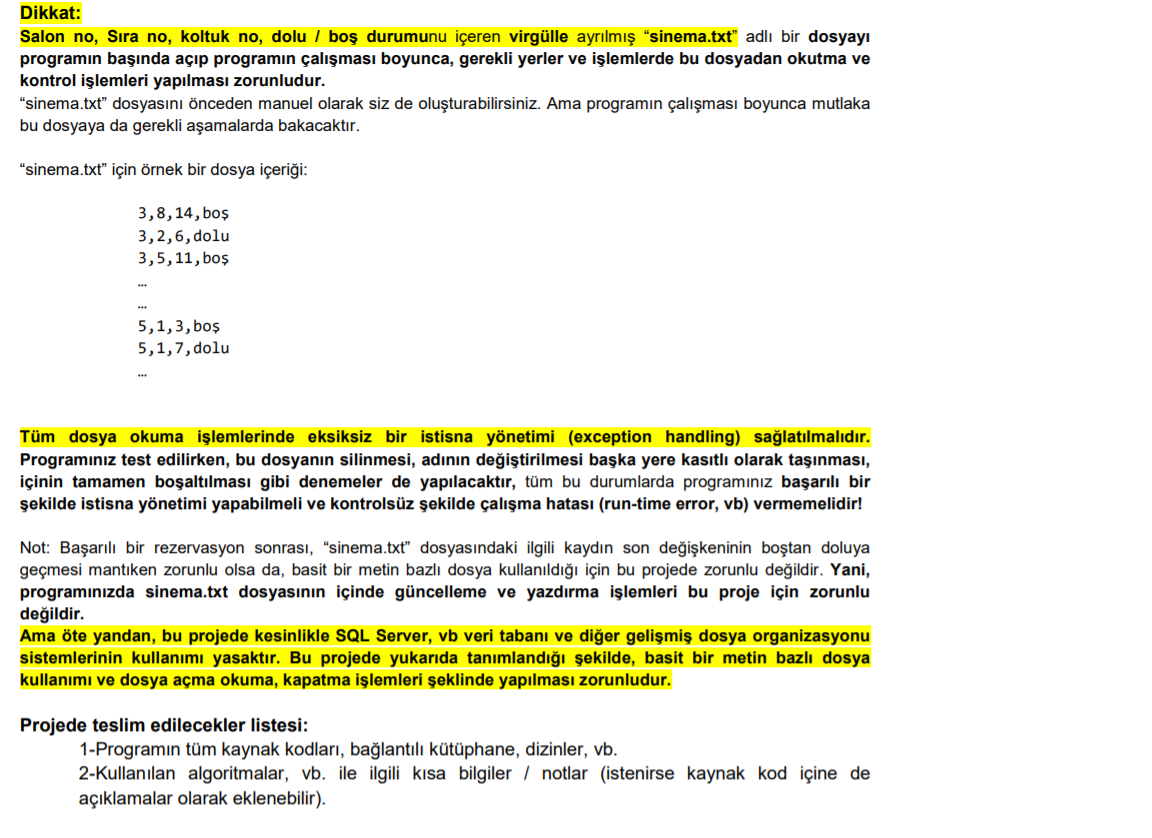 Dikkat:
Salon no, Sıra no, koltuk no, dolu / boş durumunu içeren virgülle ayrılmış “sinema.txt” adlı bir dosyayı
programın başında açıp programın çalışması boyunca, gerekli yerler ve işlemlerde bu dosyadan okutma ve
kontrol işlemleri yapılması zorunludur.
“sinema.txt” dosyasını önceden manuel olarak siz de oluşturabilirsiniz. Ama programın çalışması boyunca mutlaka
bu dosyaya da gerekli aşamalarda bakacaktır.
“sinema.txt” için örnek bir dosya içeriği:
3,8,14,boş
3,2,6,dolu
3,5,11,boş
…
…
5,1,3,boş
5,1,7,dolu
…
Tüm dosya okuma işlemlerinde eksiksiz bir istisna yönetimi (exception handling) sağlatılmalıdır.
Programınız test edilirken, bu dosyanın silinmesi, adının değiştirilmesi başka yere kasıtlı olarak taşınması,
içinin tamamen boşaltılması gibi denemeler de yapılacaktır, tüm bu durumlarda programınız başarılı bir
şekilde istisna yönetimi yapabilmeli ve kontrolsüz şekilde çalışma hatası (run-time error, vb) vermemelidir!
Not: Başarılı bir rezervasyon sonrası, “sinema.txt” dosyasındaki ilgili kaydın son değişkeninin boştan doluya
geçmesi mantıken zorunlu olsa da, basit bir metin bazlı dosya kullanıldığı için bu projede zorunlu değildir. Yani,
programınızda sinema.txt dosyasının içinde güncelleme ve yazdırma işlemleri bu proje için zorunlu
değildir.
Ama öte yandan, bu projede kesinlikle SQL Server, vb veri tabanı ve diğer gelişmiş dosya organizasyonu
sistemlerinin kullanımı yasaktır. Bu projede yukarıda tanımlandığı şekilde, basit bir metin bazlı dosya
kullanımı ve dosya açma okuma, kapatma işlemleri şeklinde yapılması zorunludur.
Projede teslim edilecekler listesi:
1-Programın tüm kaynak kodları, bağlantılı kütüphane, dizinler, vb.
2-Kullanılan algoritmalar, vb. ile ilgili kısa bilgiler / notlar (istenirse kaynak kod içine de
açıklamalar olarak eklenebilir).